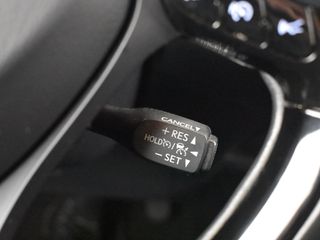 CANCEL
+ RES ▲
HOLD /
− SET ▼